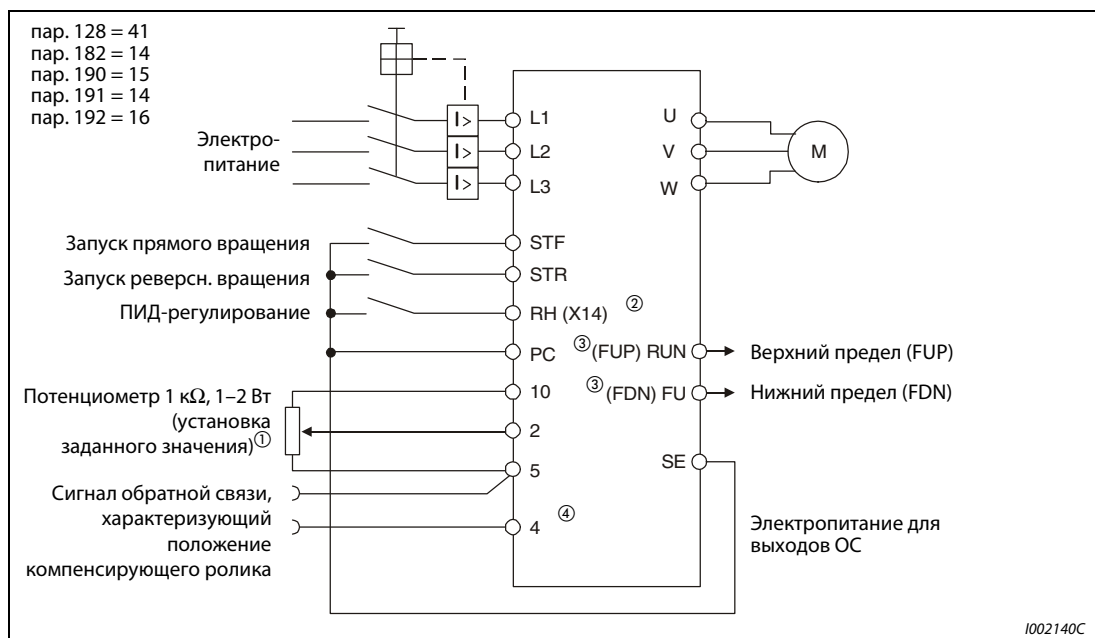 пар. 128 = 41
пар. 182 = 14
пар. 190 = 15
пар. 191 = 14
пар. 192 = 16
Электро-
питание
I>
I>
I>
L1
L2
L3
U
V
W
M
Запуск прямого вращения
STF
Запуск реверсн. вращения
STR
ПИД-регулирование
RH (X14) ②
PC
③ (FUP) RUN
Верхний предел (FUP)
10
③ (FDN) FU
Нижний предел (FDN)
Потенциометр 1 кΩ, 1–2 Вт
(установка
заданного значения)①
2
5
SE
Сигнал обратной связи,
характеризующий
положение
компенсирующего ролика
4 ④
Электропитание для
выходов ОС
I002140C